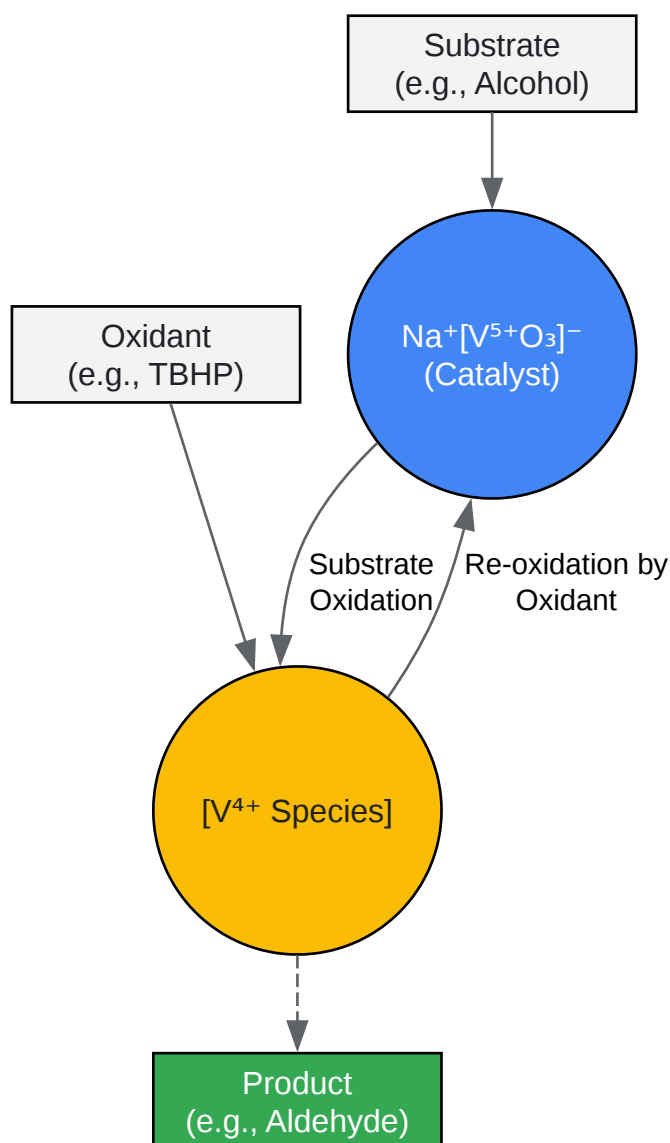 Substrate
(e.g., Alcohol)
Oxidant
(e.g., TBHP)
Na⁺[V⁵⁺O₃]⁻
(Catalyst)
Substrate
Oxidation
Re-oxidation by
Oxidant
[V⁴⁺ Species]
Product
(e.g., Aldehyde)